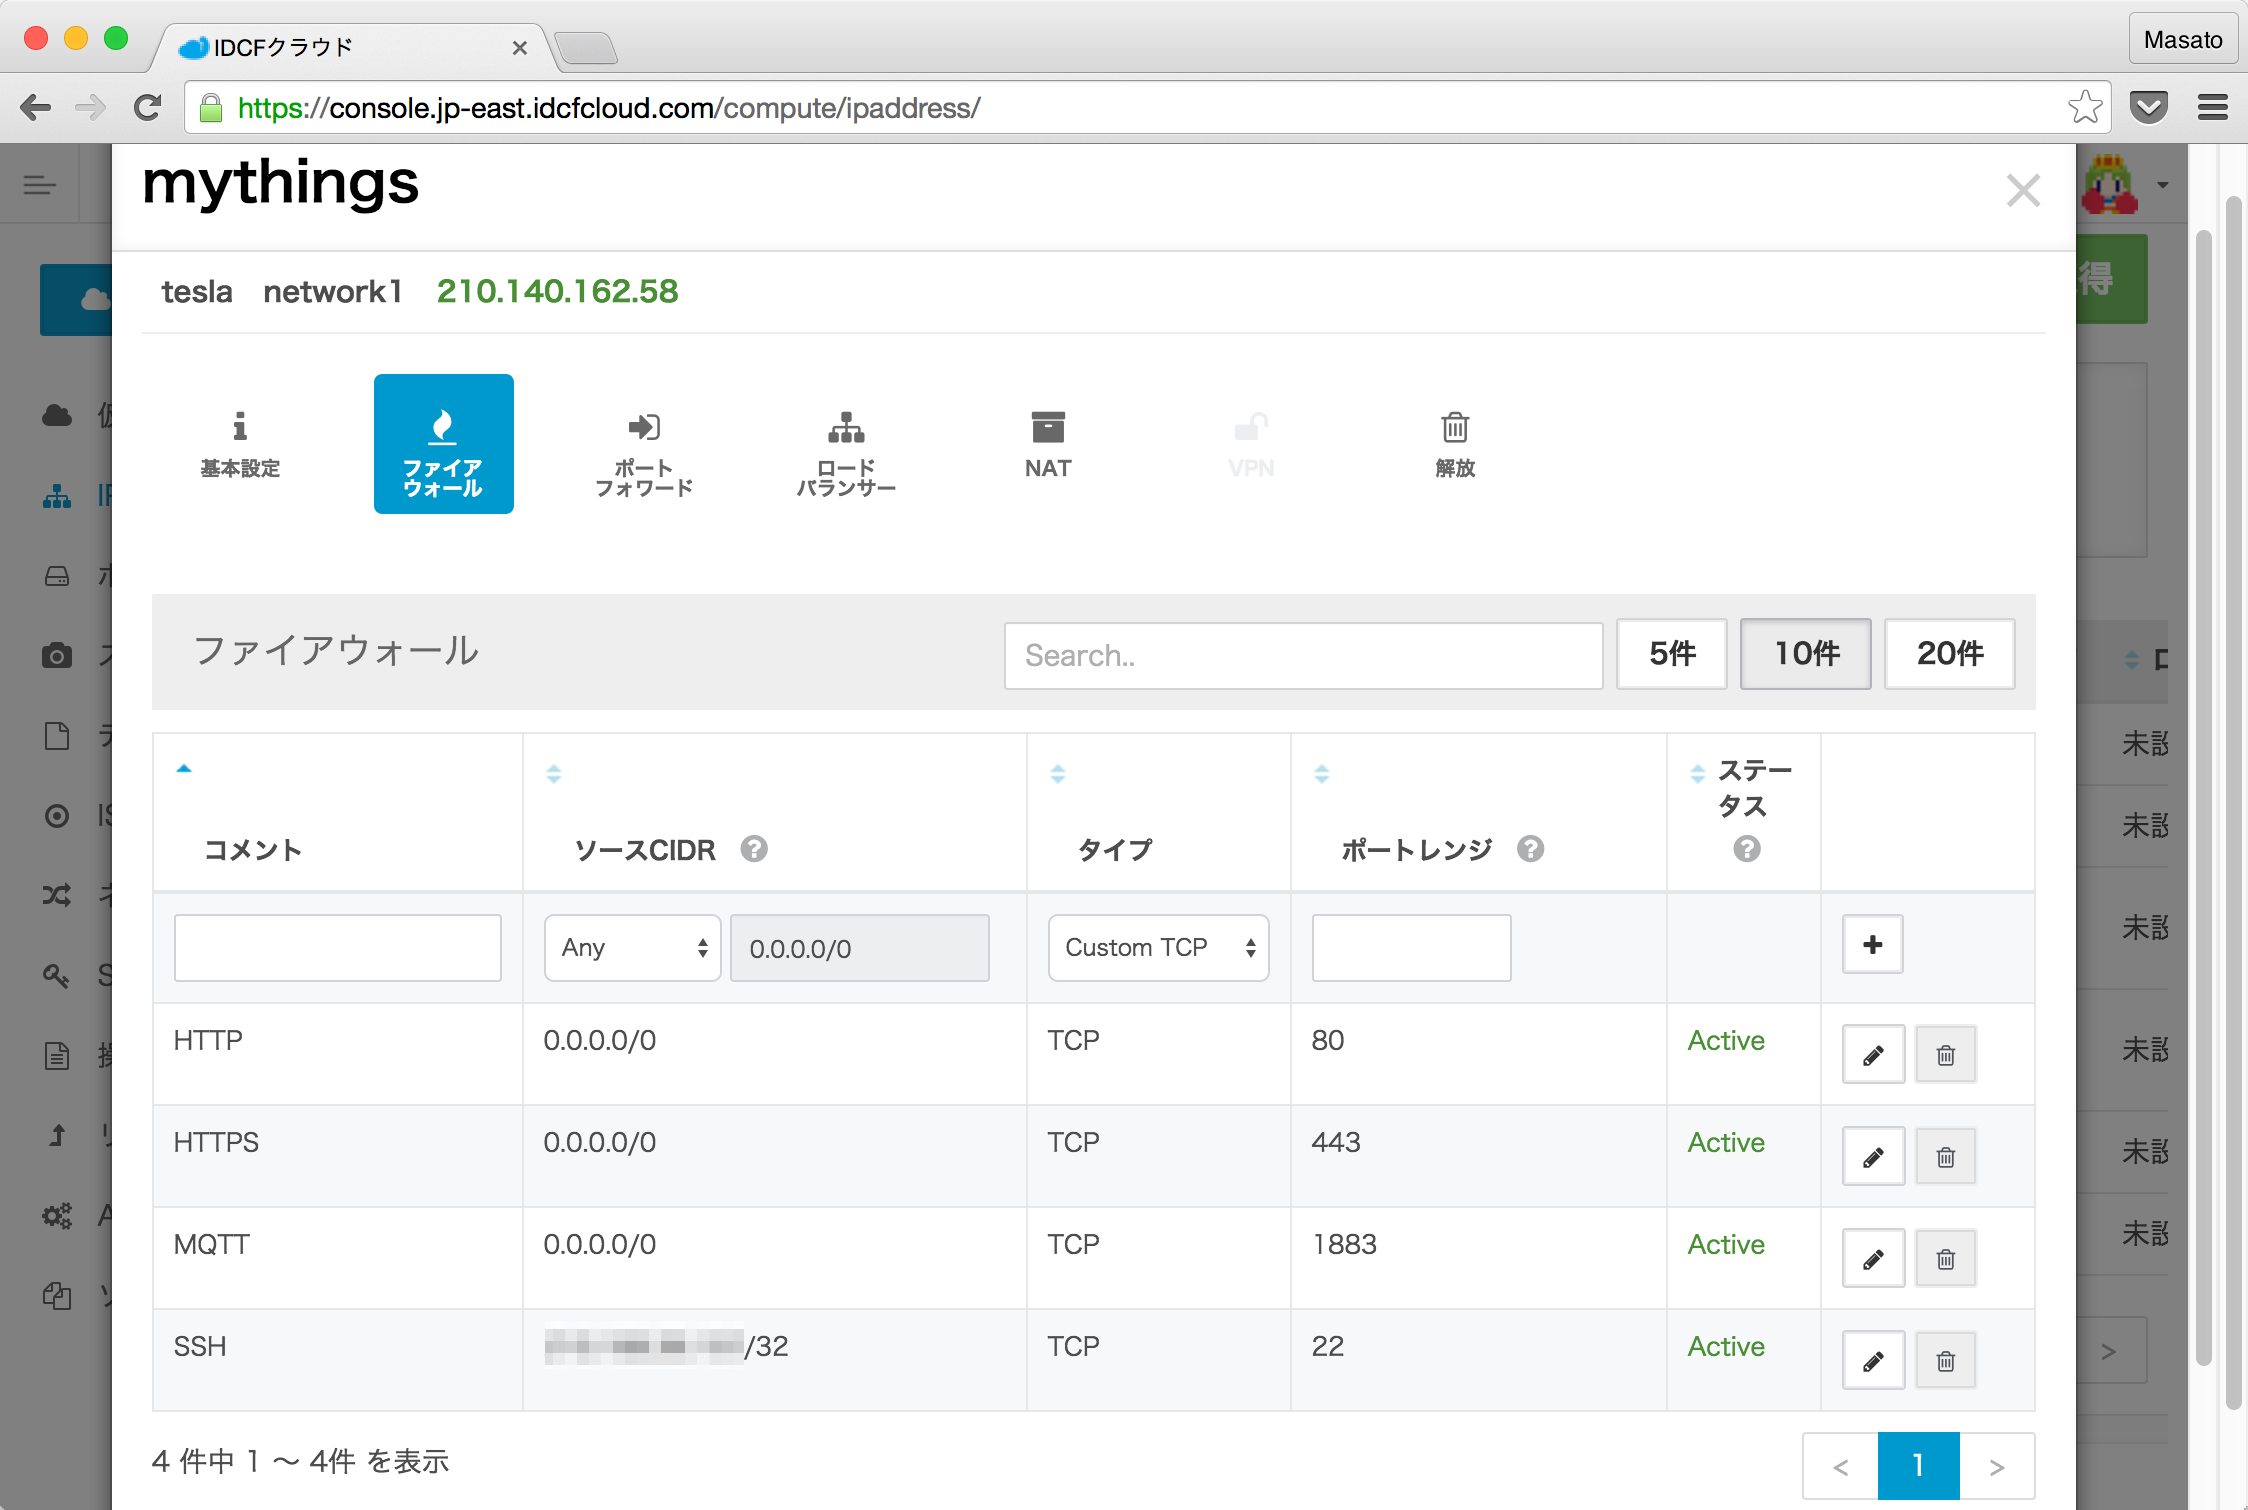 IDCFクラウド
Masato
https://console.jp-east.idcfcloud.com/compute/ipaddress/
mythings
tesla network1 210.140.162.58
基本設定
ファイア
ウォール
ポート
フォワード
ロード
バランサー
NAT
VPN
解放
得
ファイアウォール
Search..
5件 10件 20件
コメント ソースCIDR タイプ ポートレンジ ステー
タス
Any 0.0.0.0/0 Custom TCP
HTTP 0.0.0.0/0 TCP 80 Active
HTTPS 0.0.0.0/0 TCP 443 Active
MQTT 0.0.0.0/0 TCP 1883 Active
SSH /32 TCP 22 Active
4 件中 1 〜 4件 を表示
< 1 >